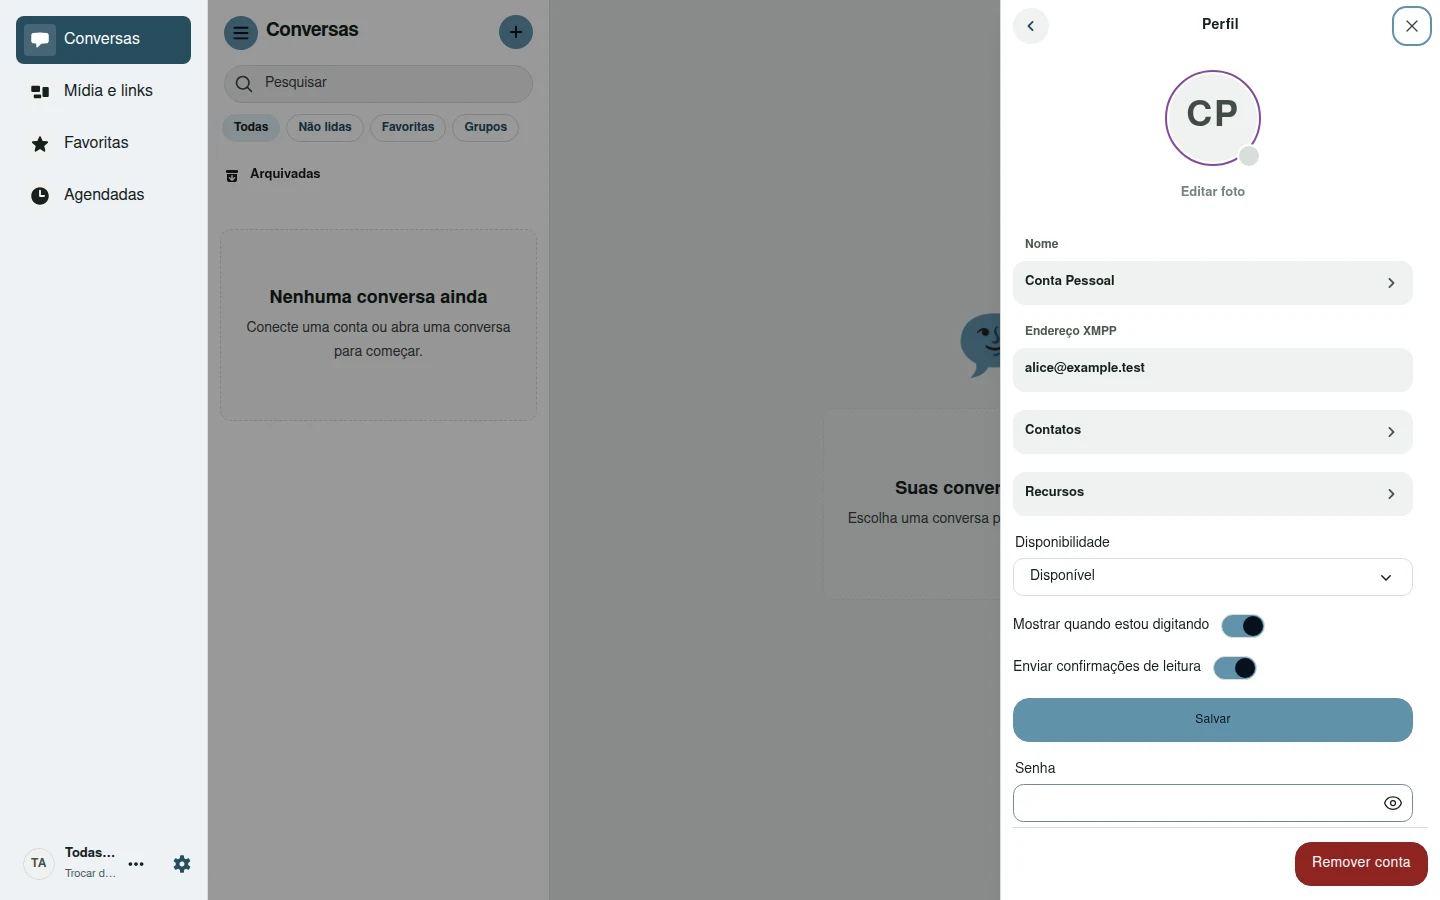 Conversas
Mídia e links
Favoritas
Agendadas
TA
Todas...
Trocar d...
Conversas
Pesquisar
Todas
Não lidas
Favoritas
Grupos
Arquivadas
Nenhuma conversa ainda
Conecte uma conta ou abra uma conversa
para começar.
Suas conver
Escolha uma conversa p
Perfil
CP
Editar foto
Nome
Conta Pessoal
Endereço XMPP
alice@example.test
Contatos
Recursos
Disponibilidade
Disponível
Mostrar quando estou digitando
Enviar confirmações de leitura
Salvar
Senha
Remover conta